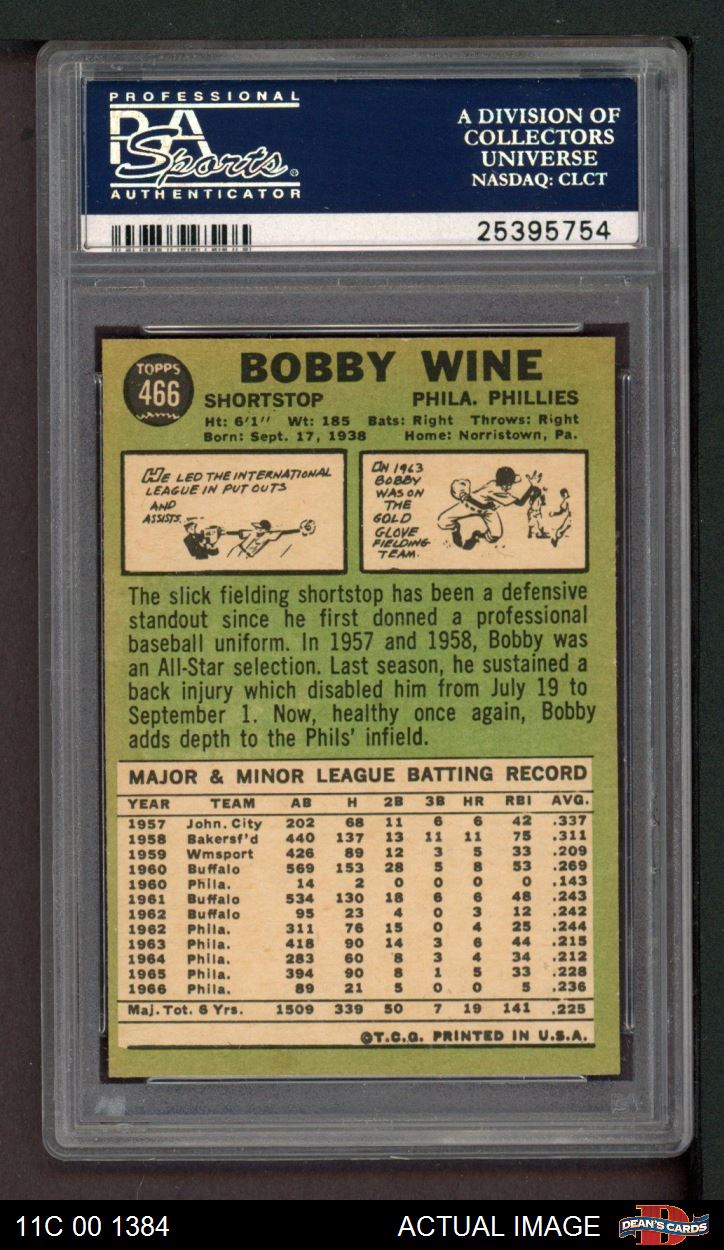 PROFESSIONAL
PSA
Sports
AUTHENTICATOR
A DIVISION OF
COLLECTORS
UNIVERSE
NASDAQ: CLCT
25395754
TOPPS
466
BOBBY WINE
SHORTSTOP PHILA. PHILLIES
Ht: 6'1" Wt: 185 Bats: Right Throws: Right
Born: Sept. 17, 1938 Home: Norristown, Pa.
HE LED THE INTERNATIONAL
LEAGUE IN PUT OUTS
AND
ASSISTS.
IN 1963
BOBBY
WAS ON
THE
GOLD
GLOVE
FIELDING
TEAM.
The slick fielding shortstop has been a defensive
standout since he first donned a professional
baseball uniform. In 1957 and 1958, Bobby was
an All-Star selection. Last season, he sustained a
back injury which disabled him from July 19 to
September 1. Now, healthy once again, Bobby
adds depth to the Phils' infield.
MAJOR & MINOR LEAGUE BATTING RECORD
YEAR TEAM AB H 2B 3B HR RBI AVG.
1957 John. City 202 68 11 6 6 42 .337
1958 Bakersf'd 440 137 13 11 11 75 .311
1959 Wmsport 426 89 12 3 5 33 .209
1960 Buffalo 569 153 28 5 8 53 .269
1960 Phila. 14 2 0 0 0 0 .143
1961 Buffalo 534 130 18 6 6 48 .243
1962 Buffalo 95 23 4 0 3 12 .242
1962 Phila. 311 76 15 0 4 25 .244
1963 Phila. 418 90 14 3 6 44 .215
1964 Phila. 283 60 8 3 4 34 .212
1965 Phila. 394 90 8 1 5 33 .228
1966 Phila. 89 21 5 0 0 5 .236
Maj. Tot. 6 Yrs. 1509 339 50 7 19 141 .225
©T.C.G. PRINTED IN U.S.A.
11C 00 1384 ACTUAL IMAGE
DEAN'S CARDS